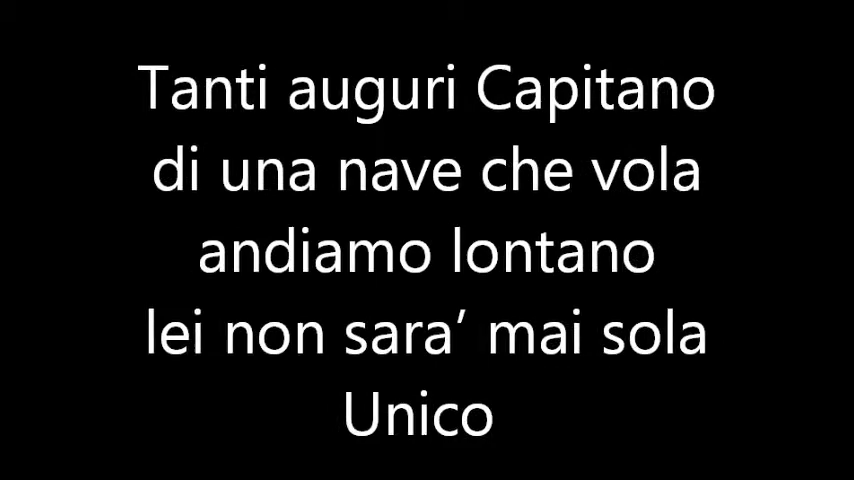 Tanti auguri Capitano
di una nave che vola
andiamo lontano
lei non sara’ mai sola
Unico